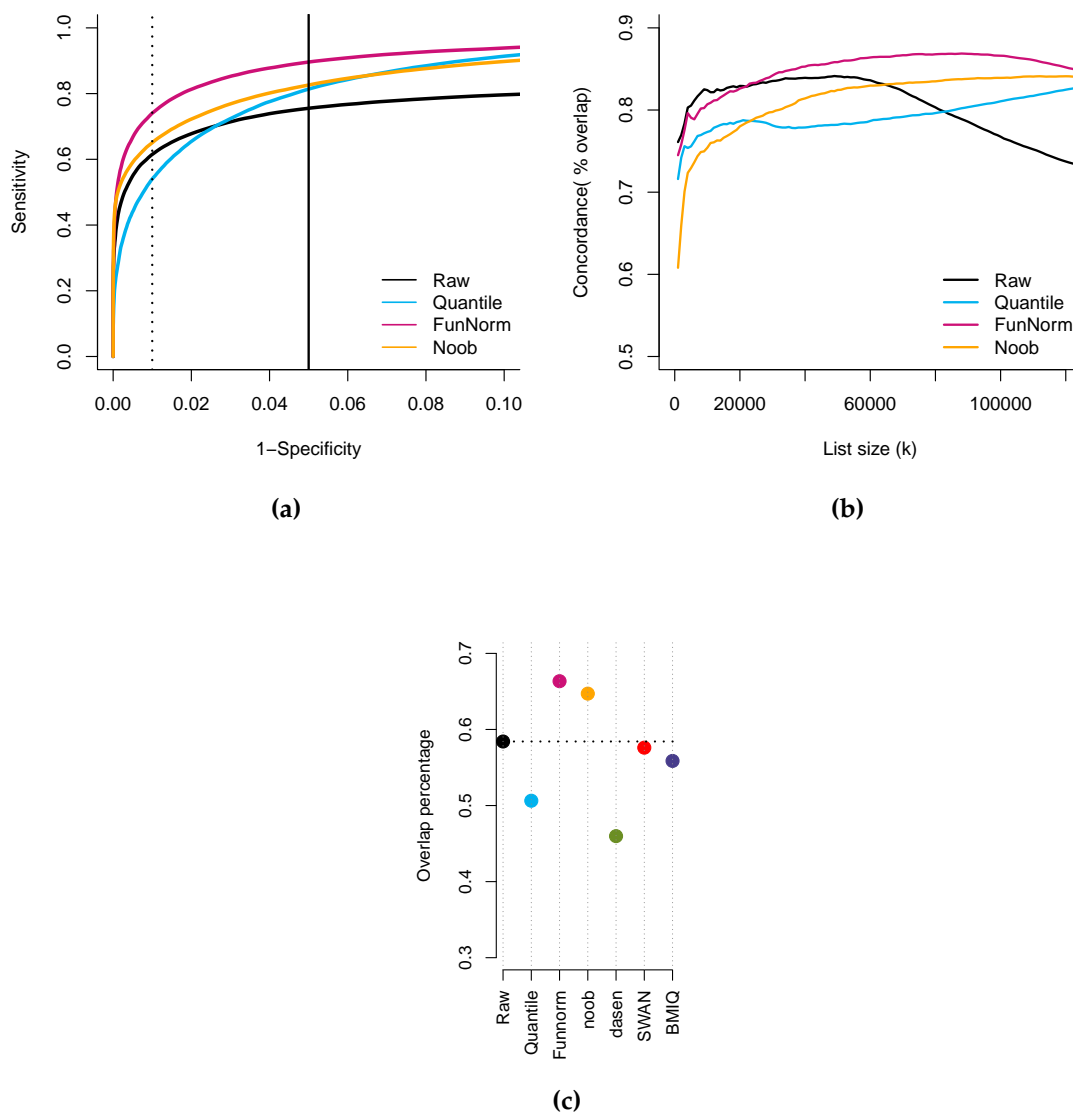 Sensitivity
0.0
0.2
0.4
0.6
0.8
1.0
0.00
0.02
0.04
0.06
0.08
0.10
1−Specificity
Raw
Quantile
FunNorm
Noob
(a)
Concordance( % overlap)
0.5
0.6
0.7
0.8
0.9
0
20000
60000
100000
List size (k)
Raw
Quantile
FunNorm
Noob
(b)
Overlap percentage
0.3
0.4
0.5
0.6
0.7
Raw
Quantile
Funnorm
noob
dasen
SWAN
BMIQ
(c)